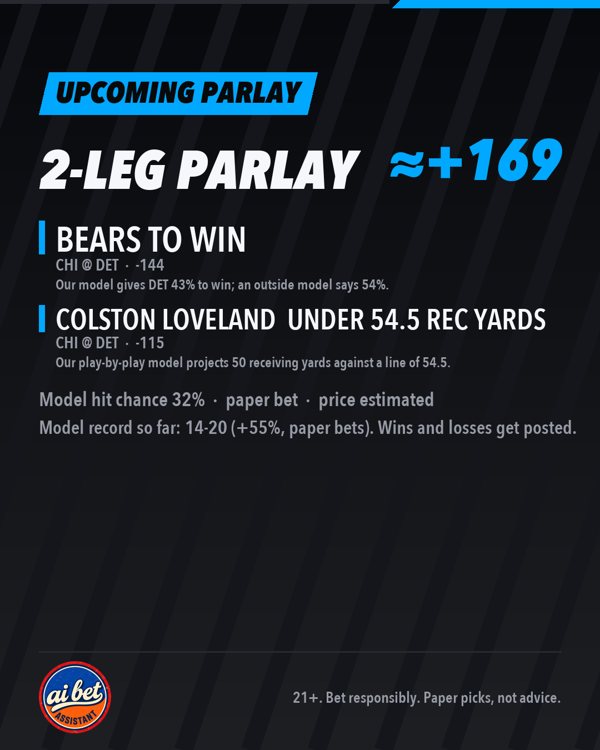 UPCOMING PARLAY
2-LEG PARLAY ≈+169
BEARS TO WIN
CHI @ DET · -144
Our model gives DET 43% to win; an outside model says 54%.
COLSTON LOVELAND UNDER 54.5 REC YARDS
CHI @ DET · -115
Our play-by-play model projects 50 receiving yards against a line of 54.5.
Model hit chance 32% · paper bet · price estimated
Model record so far: 14-20 (+55%, paper bets). Wins and losses get posted.
ai bet
ASSISTANT
21+. Bet responsibly. Paper picks, not advice.